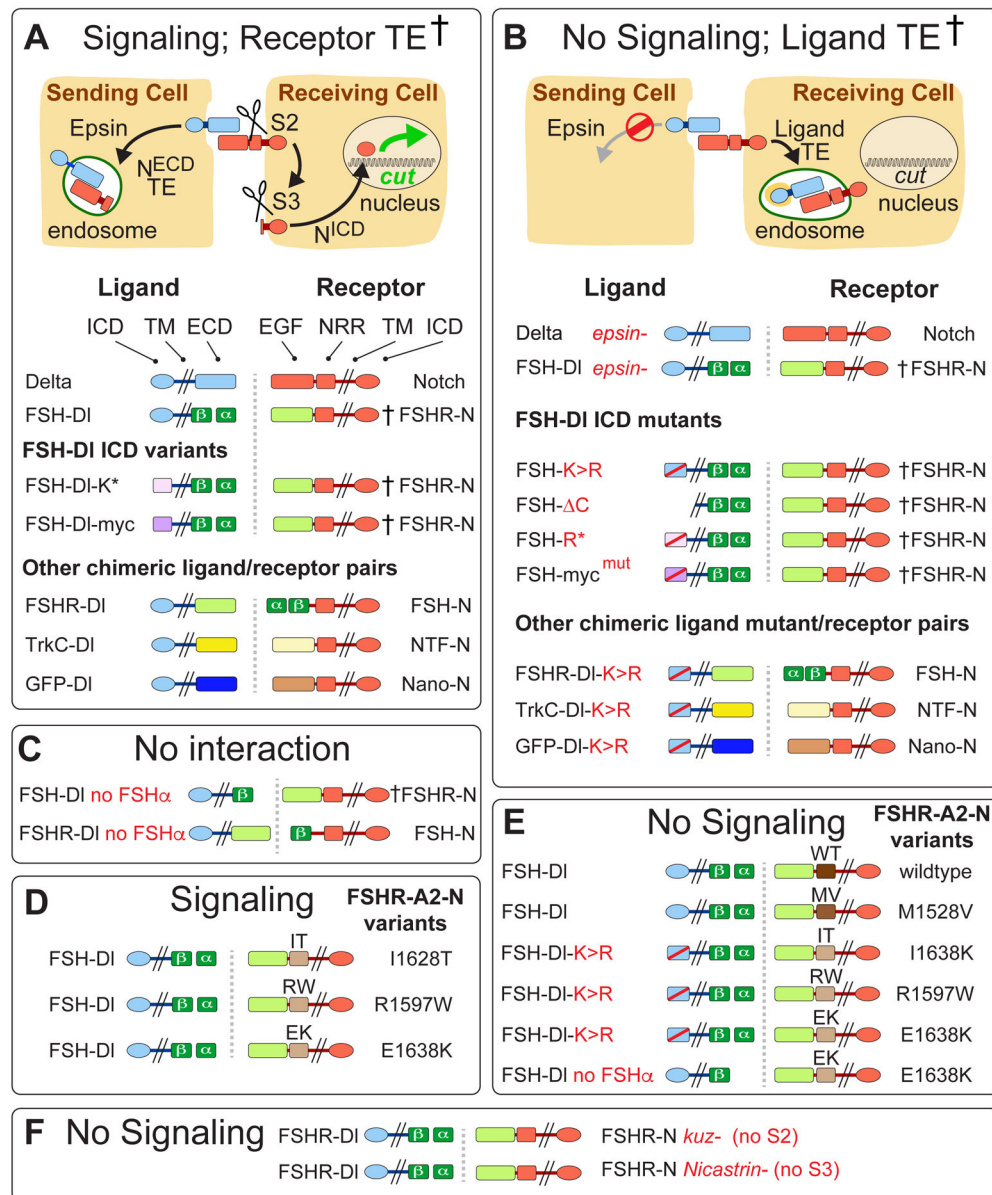 A Signaling; Receptor TE†
Sending Cell Receiving Cell
Epsin
S2
N^ECD
TE
cut
S3
nucleus
endosome
N^ICD
Ligand Receptor
ICD TM ECD EGF NRR TM ICD
Delta Notch
FSH-Dl β α † FSHR-N
FSH-Dl ICD variants
FSH-Dl-K* β α † FSHR-N
FSH-Dl-myc β α † FSHR-N
Other chimeric ligand/receptor pairs
FSHR-Dl α β FSH-N
TrkC-Dl NTF-N
GFP-Dl Nano-N
B No Signaling; Ligand TE†
Sending Cell Receiving Cell
Epsin
Ligand
TE
cut
nucleus
endosome
Ligand Receptor
Delta epsin- Notch
FSH-Dl epsin- β α †FSHR-N
FSH-Dl ICD mutants
FSH-K>R β α †FSHR-N
FSH-ΔC β α †FSHR-N
FSH-R* β α †FSHR-N
FSH-myc^mut β α †FSHR-N
Other chimeric ligand mutant/receptor pairs
FSHR-Dl-K>R α β FSH-N
TrkC-Dl-K>R NTF-N
GFP-Dl-K>R Nano-N
C No interaction
FSH-Dl no FSHα β †FSHR-N
FSHR-Dl no FSHα β FSH-N
D Signaling FSHR-A2-N
variants
IT
FSH-Dl β α I1628T
RW
FSH-Dl β α R1597W
EK
FSH-Dl β α E1638K
E No Signaling FSHR-A2-N
variants
WT
FSH-Dl β α wildtype
MV
FSH-Dl β α M1528V
IT
FSH-Dl-K>R β α I1638K
RW
FSH-Dl-K>R β α R1597W
EK
FSH-Dl-K>R β α E1638K
EK
FSH-Dl no FSHα β E1638K
F No Signaling FSHR-Dl β α FSHR-N kuz- (no S2)
FSHR-Dl β α FSHR-N Nicastrin- (no S3)